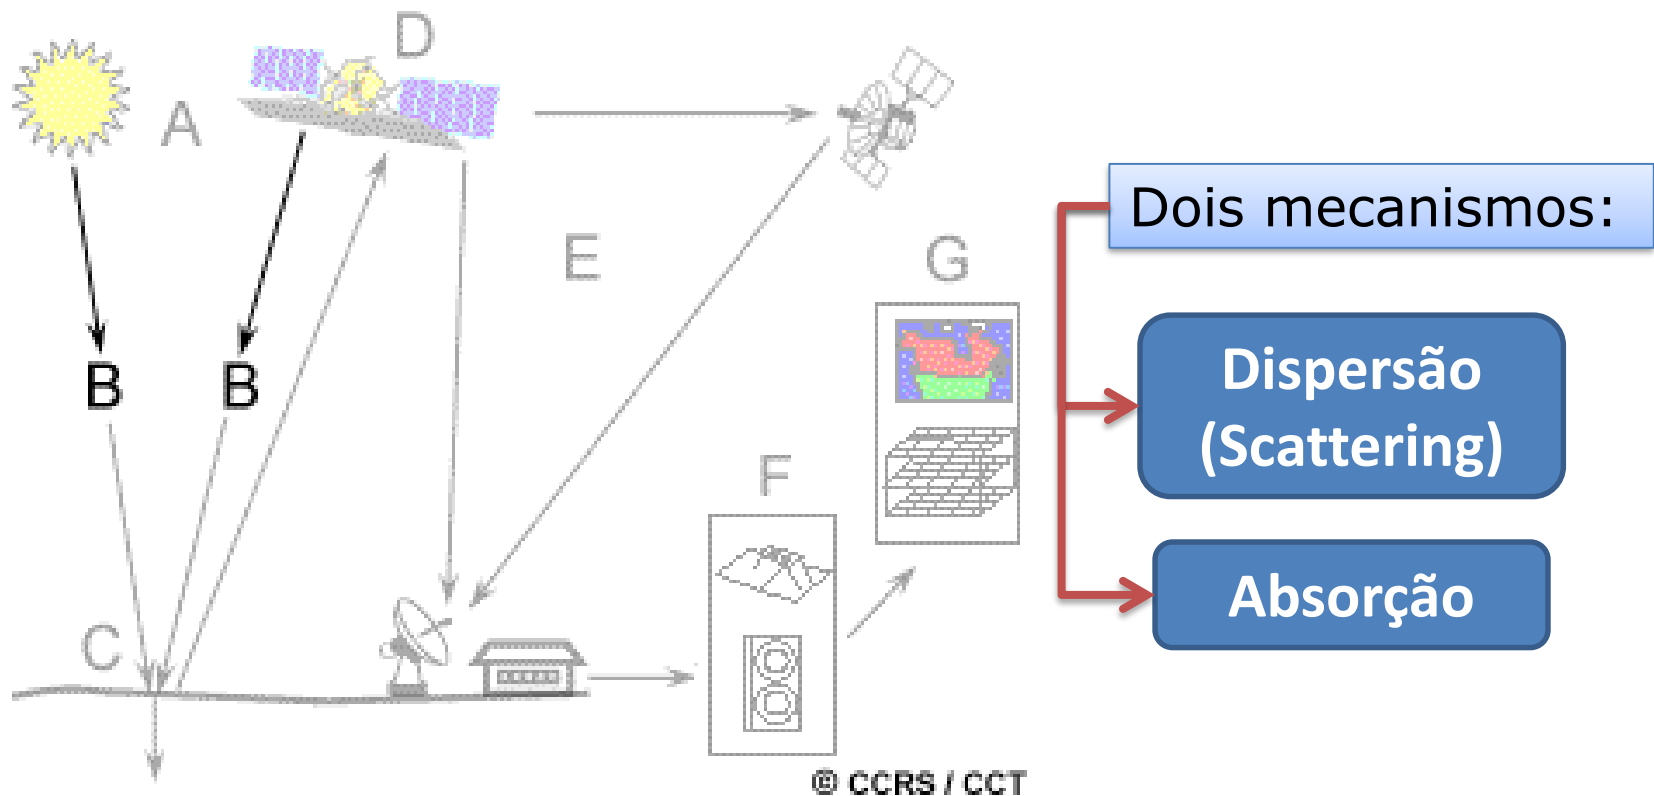 D
A
E
G
B
B
F
C
© CCRS / CCT
Dois mecanismos:
Dispersão
(Scattering)
Absorção